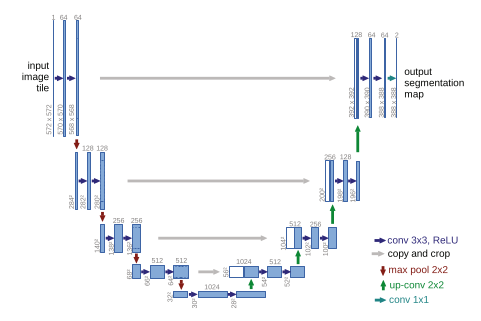 1 64 64
128 64 64 2
input
image
tile
output
segmentation
map
572 x 572
570 x 570
568 x 568
392 x 392
390 x 390
388 x 388
388 x 388
128 128
256 128
284²
282²
280²
200²
198²
196²
256 256
512 256
140²
138²
136²
104²
102²
100²
512 512
1024 512
68²
66²
64²
56²
54²
52²
1024
32²
30²
28²
conv 3x3, ReLU
copy and crop
max pool 2x2
up-conv 2x2
conv 1x1